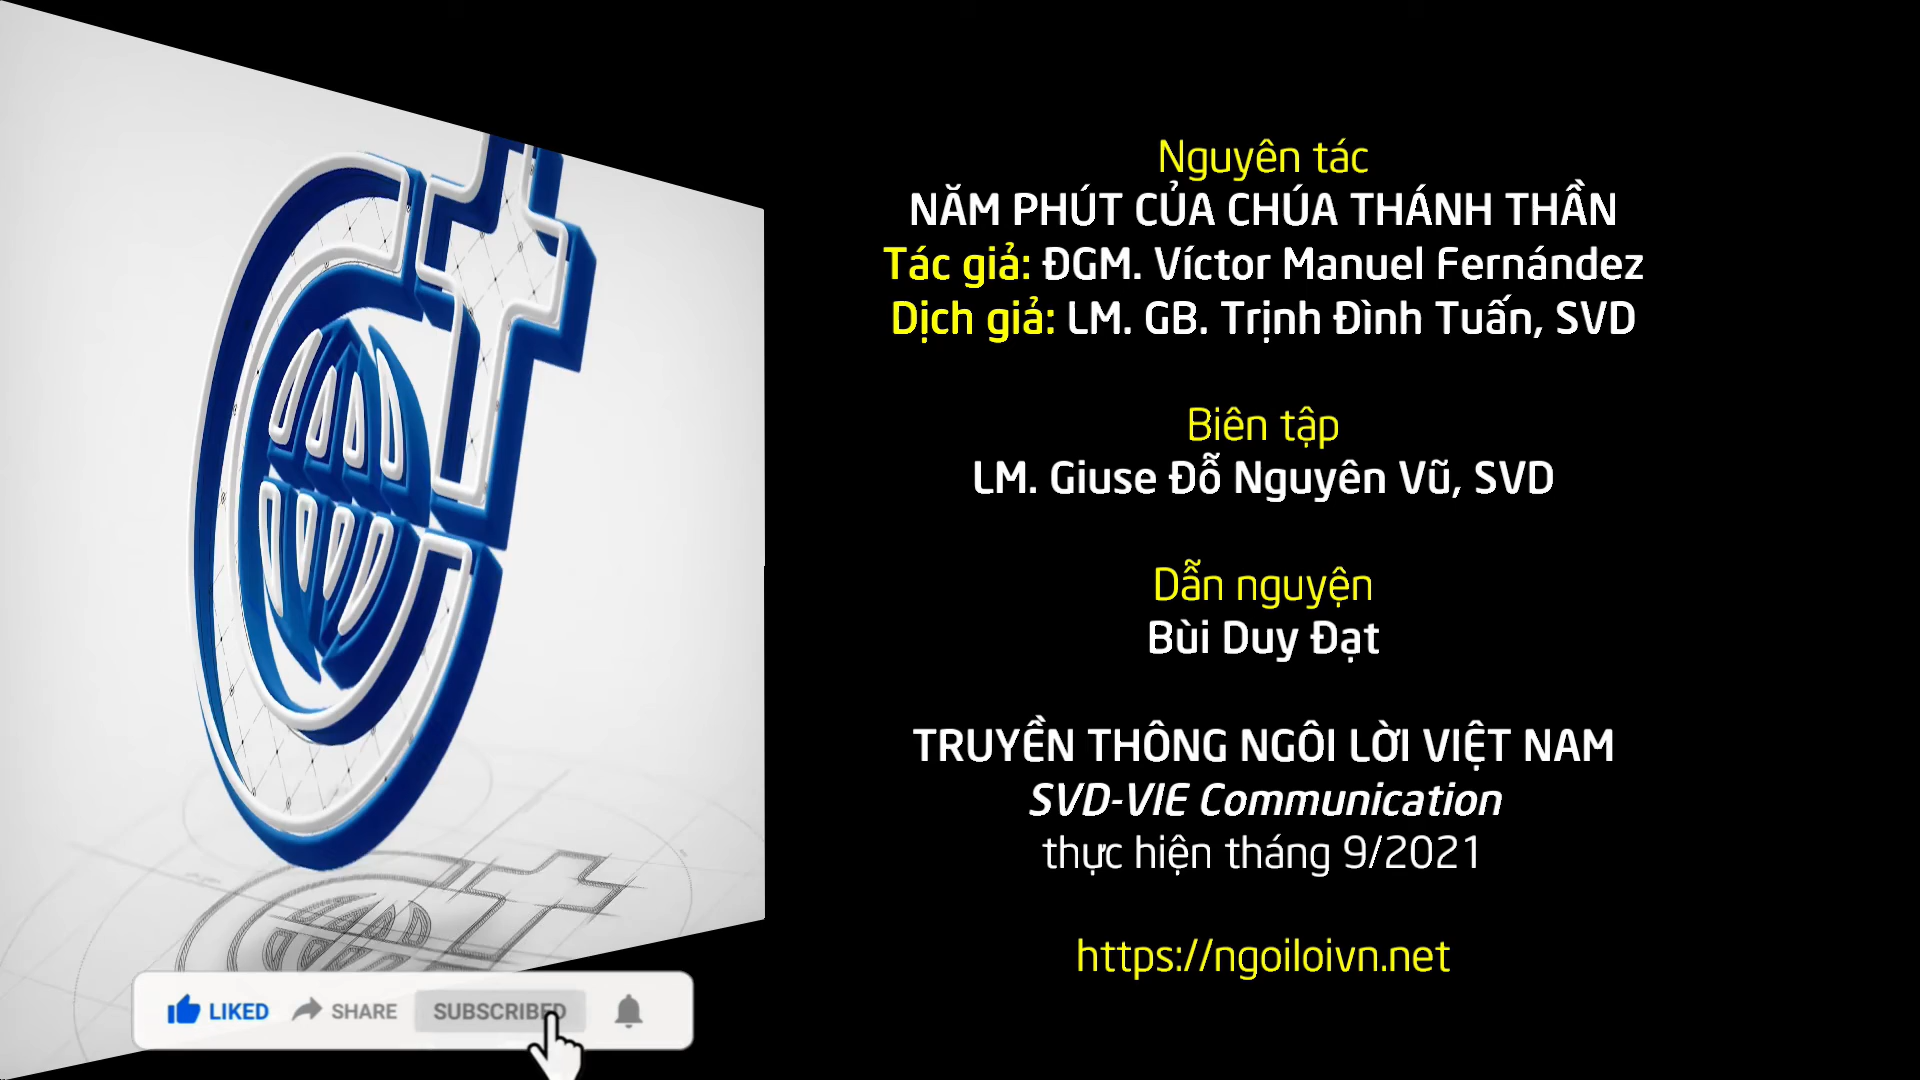 Nguyên tác
NĂM PHÚT CỦA CHÚA THÁNH THẦN
Tác giả: ĐGM. Víctor Manuel Fernández
Dịch giả: LM. GB. Trịnh Đình Tuấn, SVD
Biên tập
LM. Giuse Đỗ Nguyên Vũ, SVD
Dẫn nguyện
Bùi Duy Đạt
TRUYỀN THÔNG NGÔI LỜI VIỆT NAM
SVD-VIE Communication
thực hiện tháng 9/2021
https://ngoiloivn.net
LIKED SHARE SUBSCRIBED